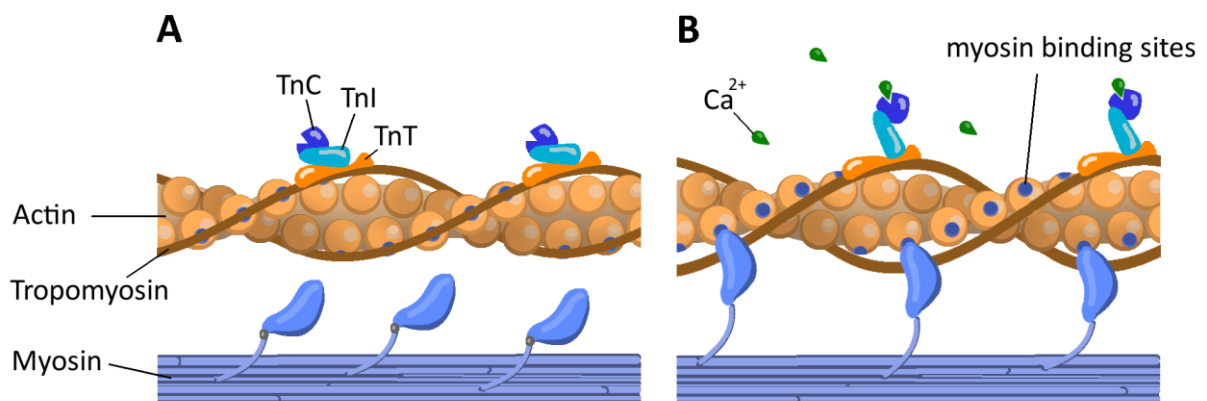 A
TnC
TnI
TnT
Actin
Tropomyosin
Myosin
B
myosin binding sites
Ca2+